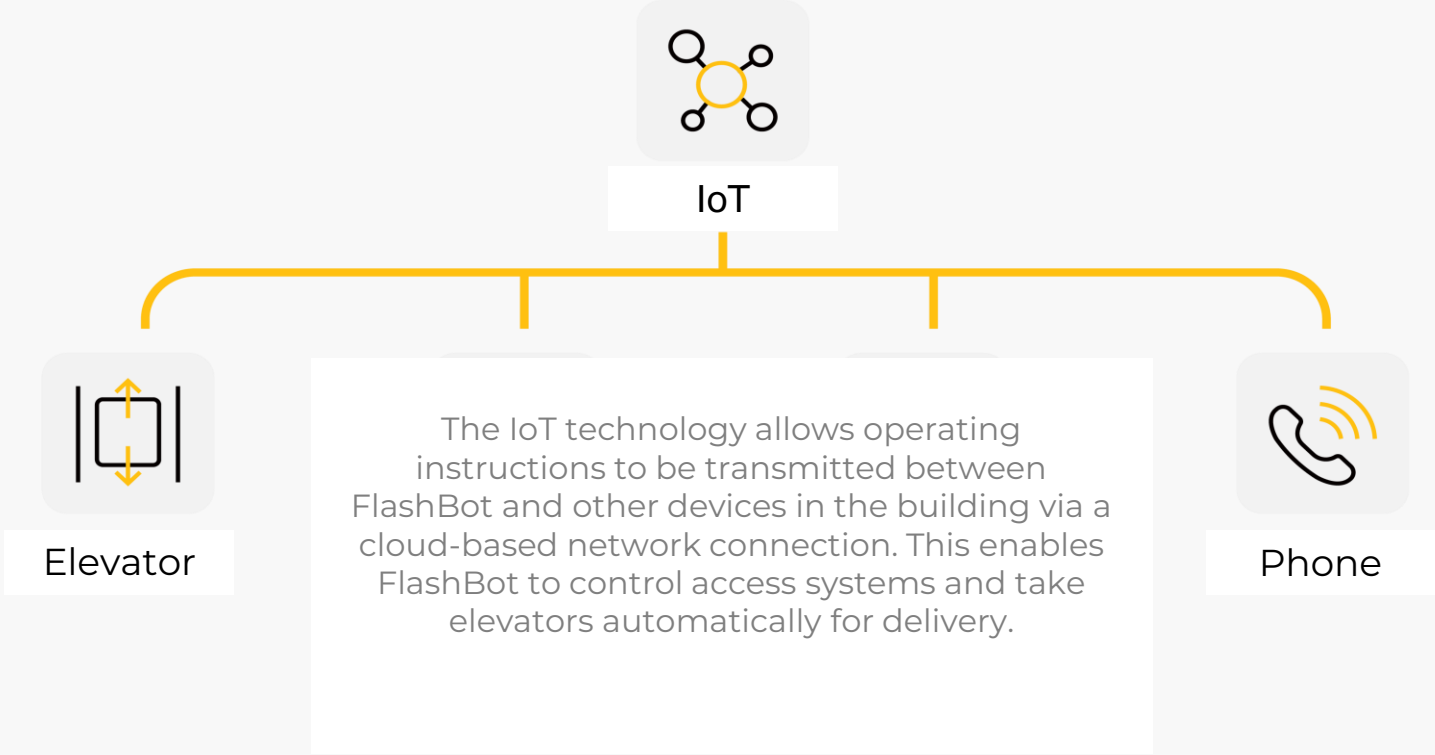 IoT
Elevator
The IoT technology allows operating
instructions to be transmitted between
FlashBot and other devices in the building via a
cloud-based network connection. This enables
FlashBot to control access systems and take
elevators automatically for delivery.
Phone